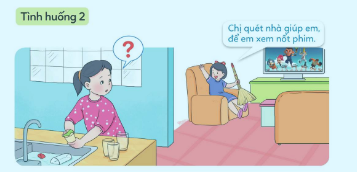 Tình huống 2
Chị quét nhà giúp em,
để em xem nốt phim.
?